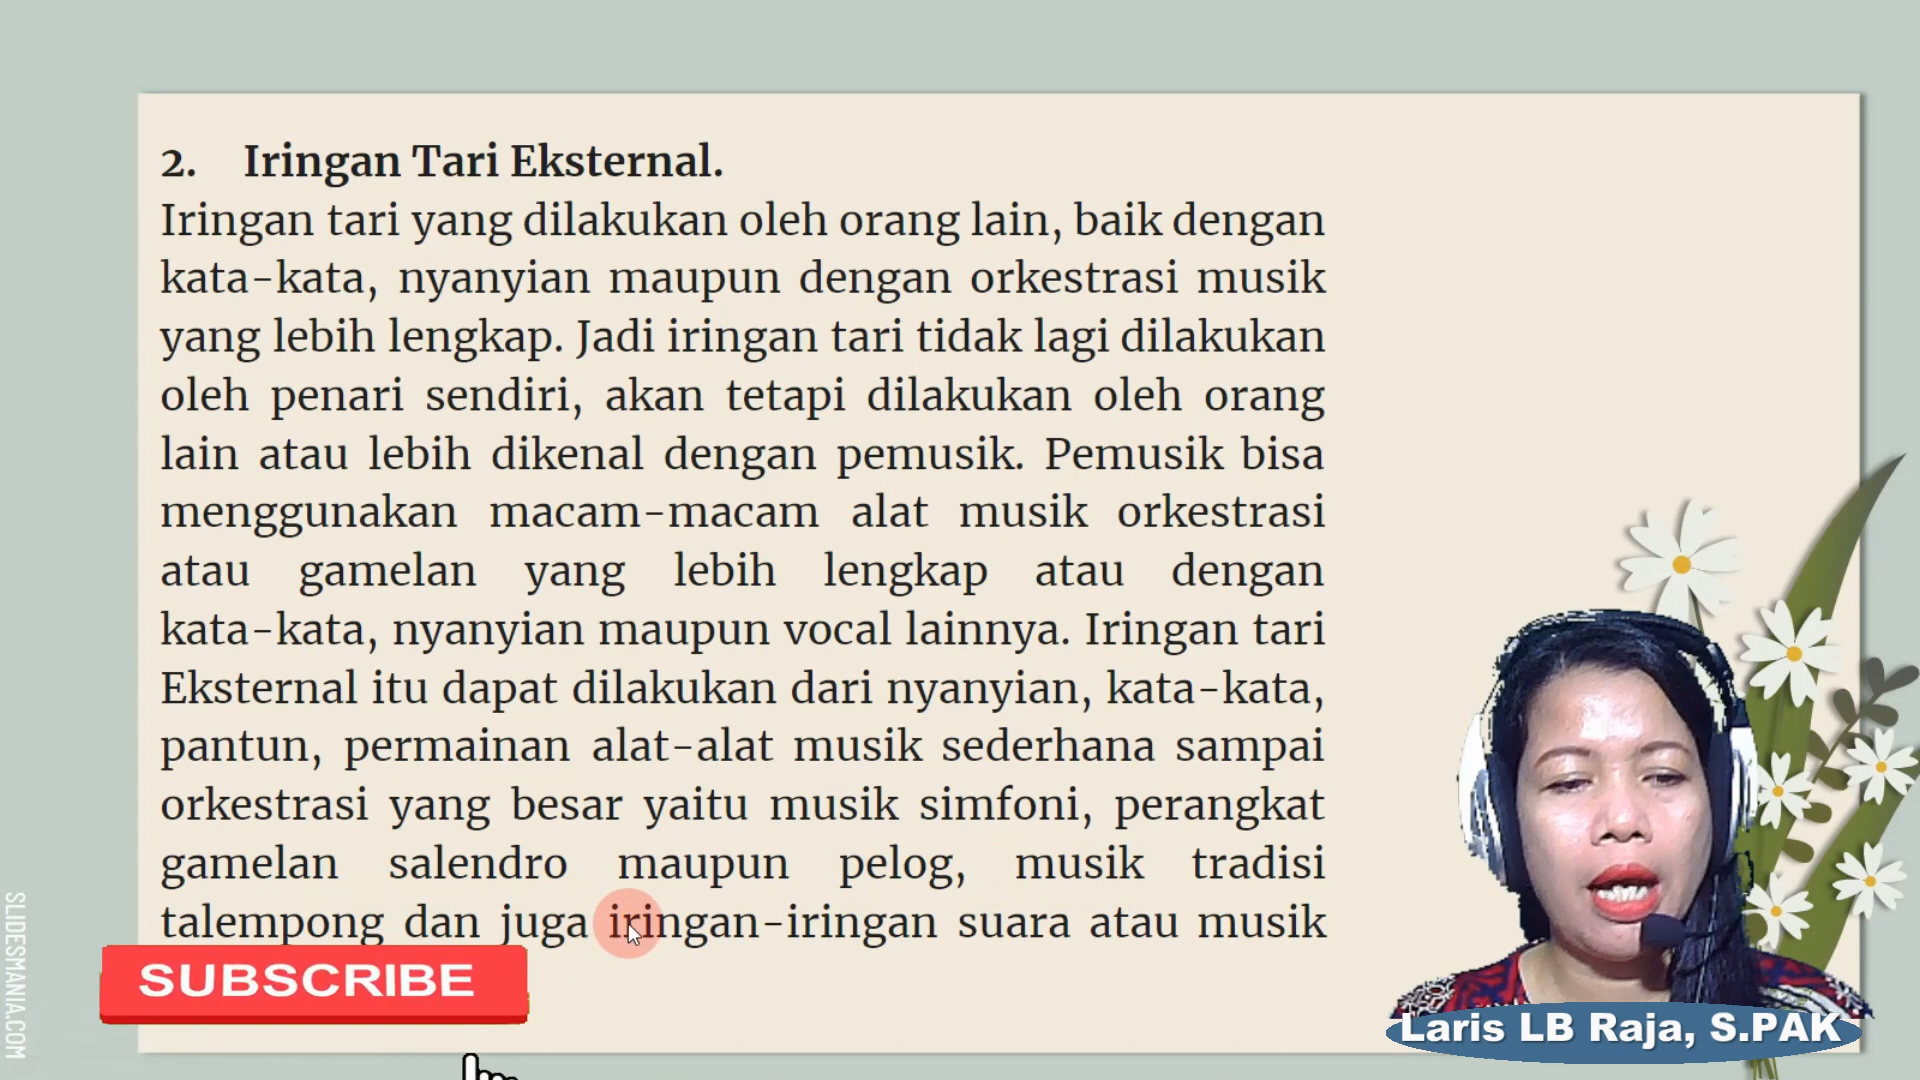 2. Iringan Tari Eksternal.
Iringan tari yang dilakukan oleh orang lain, baik dengan
kata-kata, nyanyian maupun dengan orkestrasi musik
yang lebih lengkap. Jadi iringan tari tidak lagi dilakukan
oleh penari sendiri, akan tetapi dilakukan oleh orang
lain atau lebih dikenal dengan pemusik. Pemusik bisa
menggunakan macam-macam alat musik orkestrasi
atau gamelan yang lebih lengkap atau dengan
kata-kata, nyanyian maupun vocal lainnya. Iringan tari
Eksternal itu dapat dilakukan dari nyanyian, kata-kata,
pantun, permainan alat-alat musik sederhana sampai
orkestrasi yang besar yaitu musik simfoni, perangkat
gamelan salendro maupun pelog, musik tradisi
talempong dan juga iringan-iringan suara atau musik
SUBSCRIBE
Laris LB Raja, S.PAK
SLIDESMANIA.COM